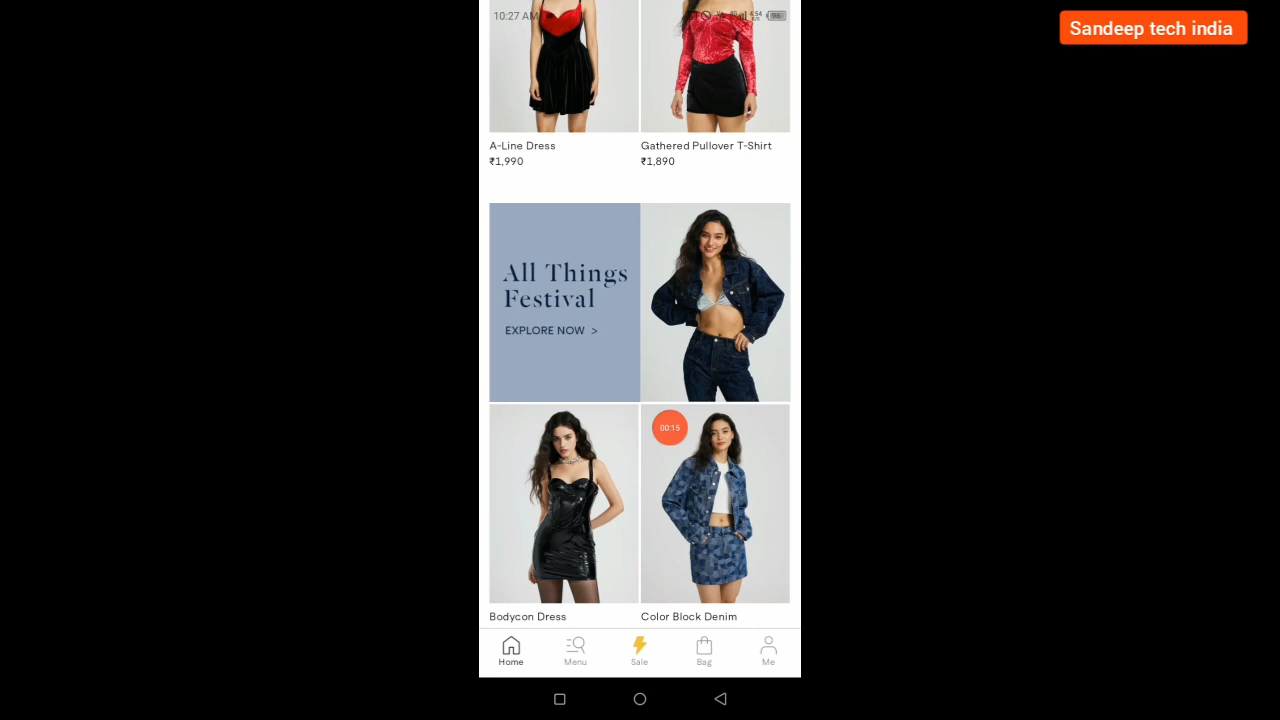 Sandeep tech india
10:27 AM
98
A-Line Dress
Gathered Pullover T-Shirt
₹1,990
₹1,890
All Things
Festival
EXPLORE NOW >
00:15
Bodycon Dress
Color Block Denim
Home
Menu
Sale
Bag
Me